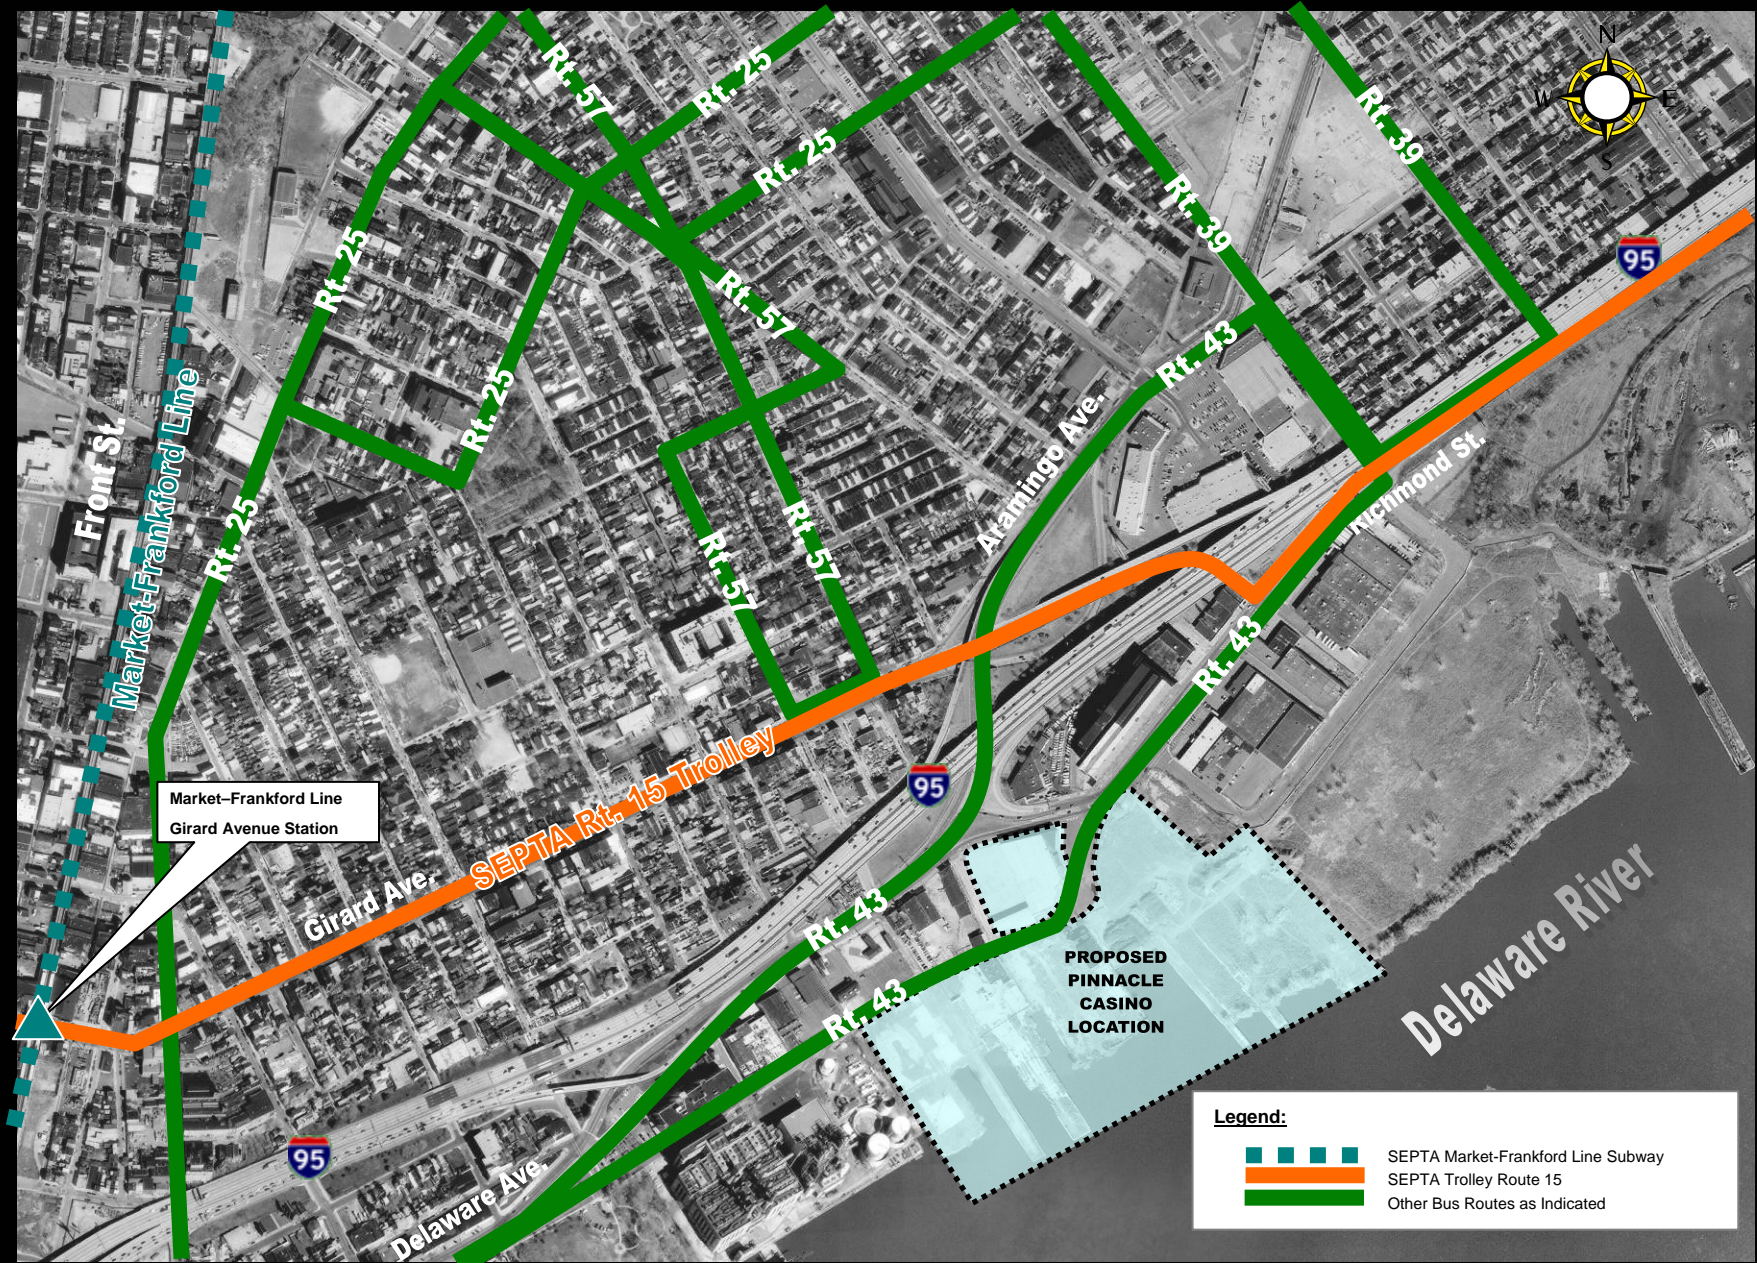 N
W E
S
Rt. 57
Rt. 25
Rt. 25
Rt. 39
Rt. 39
95
Rt. 25
Rt. 57
Rt. 43
Rt. 25
Front St.
Market-Frankford Line
Aramingo Ave.
Richmond St.
Rt. 25
Rt. 57
Rt. 57
Rt. 43
SEPTA Rt. 15 Trolley
95
Market–Frankford Line
Girard Avenue Station
Girard Ave.
Rt. 43
Rt. 43
PROPOSED
PINNACLE
CASINO
LOCATION
Delaware River
95
Delaware Ave.
Legend:
SEPTA Market-Frankford Line Subway
SEPTA Trolley Route 15
Other Bus Routes as Indicated